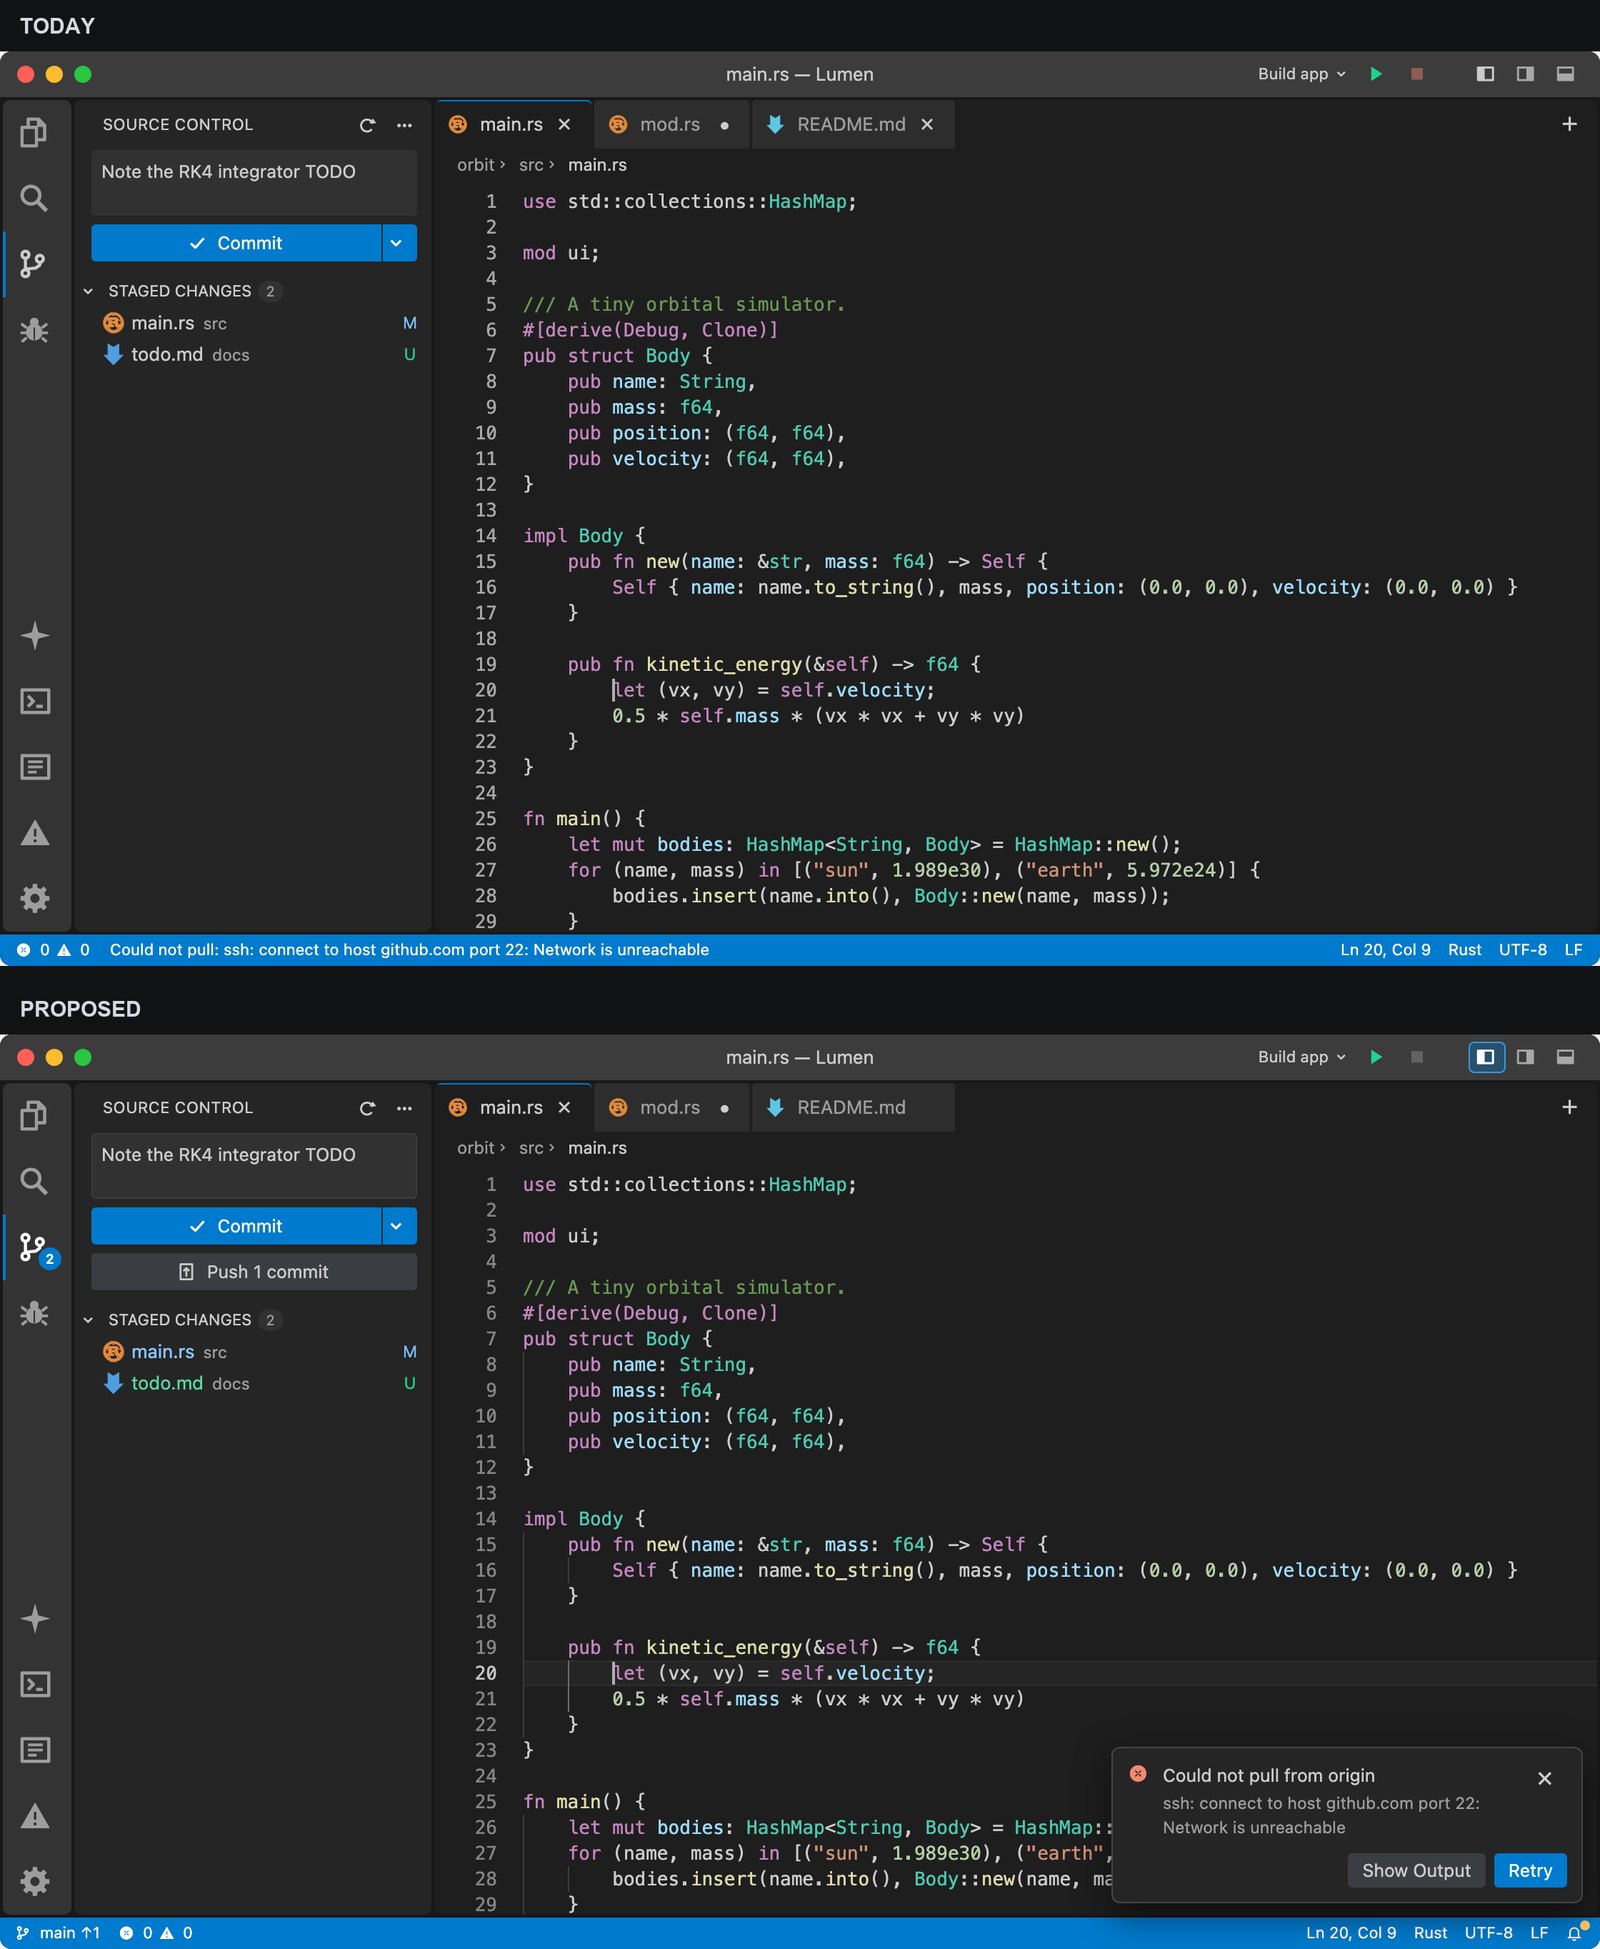 TODAY
main.rs — Lumen
Build app
SOURCE CONTROL
Note the RK4 integrator TODO
Commit
STAGED CHANGES 2
main.rs src M
todo.md docs U
main.rs
mod.rs
README.md
orbit › src › main.rs
1 use std::collections::HashMap;
2
3 mod ui;
4
5 /// A tiny orbital simulator.
6 #[derive(Debug, Clone)]
7 pub struct Body {
8 pub name: String,
9 pub mass: f64,
10 pub position: (f64, f64),
11 pub velocity: (f64, f64),
12 }
13
14 impl Body {
15 pub fn new(name: &str, mass: f64) -> Self {
16 Self { name: name.to_string(), mass, position: (0.0, 0.0), velocity: (0.0, 0.0) }
17 }
18
19 pub fn kinetic_energy(&self) -> f64 {
20 let (vx, vy) = self.velocity;
21 0.5 * self.mass * (vx * vx + vy * vy)
22 }
23 }
24
25 fn main() {
26 let mut bodies: HashMap<String, Body> = HashMap::new();
27 for (name, mass) in [("sun", 1.989e30), ("earth", 5.972e24)] {
28 bodies.insert(name.into(), Body::new(name, mass));
29 }
0 0 Could not pull: ssh: connect to host github.com port 22: Network is unreachable
Ln 20, Col 9 Rust UTF-8 LF
PROPOSED
main.rs — Lumen
Build app
SOURCE CONTROL
Note the RK4 integrator TODO
Commit
2
Push 1 commit
STAGED CHANGES 2
main.rs src M
todo.md docs U
main.rs
mod.rs
README.md
orbit › src › main.rs
1 use std::collections::HashMap;
2
3 mod ui;
4
5 /// A tiny orbital simulator.
6 #[derive(Debug, Clone)]
7 pub struct Body {
8 pub name: String,
9 pub mass: f64,
10 pub position: (f64, f64),
11 pub velocity: (f64, f64),
12 }
13
14 impl Body {
15 pub fn new(name: &str, mass: f64) -> Self {
16 Self { name: name.to_string(), mass, position: (0.0, 0.0), velocity: (0.0, 0.0) }
17 }
18
19 pub fn kinetic_energy(&self) -> f64 {
20 let (vx, vy) = self.velocity;
21 0.5 * self.mass * (vx * vx + vy * vy)
22 }
23 }
24
25 fn main() {
26 let mut bodies: HashMap<String, Body> = HashMap::
27 for (name, mass) in [("sun", 1.989e30), ("earth",
28 bodies.insert(name.into(), Body::new(name, ma
29 }
Could not pull from origin
ssh: connect to host github.com port 22:
Network is unreachable
Show Output
Retry
main ↑1 0 0
Ln 20, Col 9 Rust UTF-8 LF